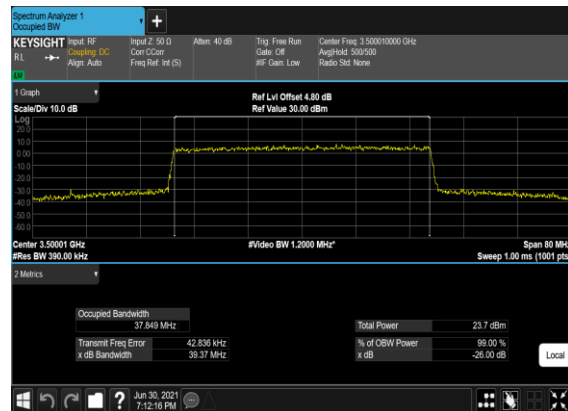 Spectrum Analyzer 1
Occupied BW
+
KEYSIGHT Input: RF Input Z: 50 Ω Atten: 40 dB Trig: Free Run Center Freq: 3.500010000 GHz
RL Coupling: DC Corr CCorr Gate: Off Avg|Hold: 500/500
Align: Auto Freq Ref: Int (S) #IF Gain: Low Radio Std: None
1 Graph
Ref Lvl Offset 4.80 dB
Scale/Div 10.0 dB Ref Value 30.00 dBm
Log
20.0
10.0
0.00
-10.0
-20.0
-30.0
-40.0
-50.0
-60.0
Center 3.50001 GHz #Video BW 1.2000 MHz* Span 80 MHz
#Res BW 390.00 kHz Sweep 1.00 ms (1001 pts)
2 Metrics
Occupied Bandwidth
37.849 MHz Total Power 23.7 dBm
Transmit Freq Error 42.836 kHz % of OBW Power 99.00 %
x dB Bandwidth 39.37 MHz x dB -26.00 dB
Local
? Jun 30, 2021
7:12:16 PM